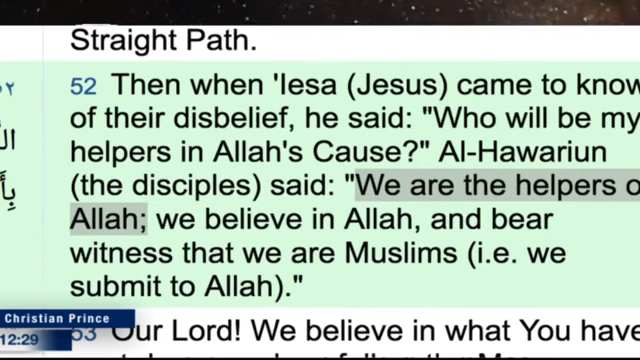 Straight Path.
52 Then when 'Iesa (Jesus) came to know
of their disbelief, he said: "Who will be my
helpers in Allah's Cause?" Al-Hawariun
(the disciples) said: "We are the helpers o
Allah; we believe in Allah, and bear
witness that we are Muslims (i.e. we
submit to Allah)."
53 Our Lord! We believe in what You have
Christian Prince
12:29